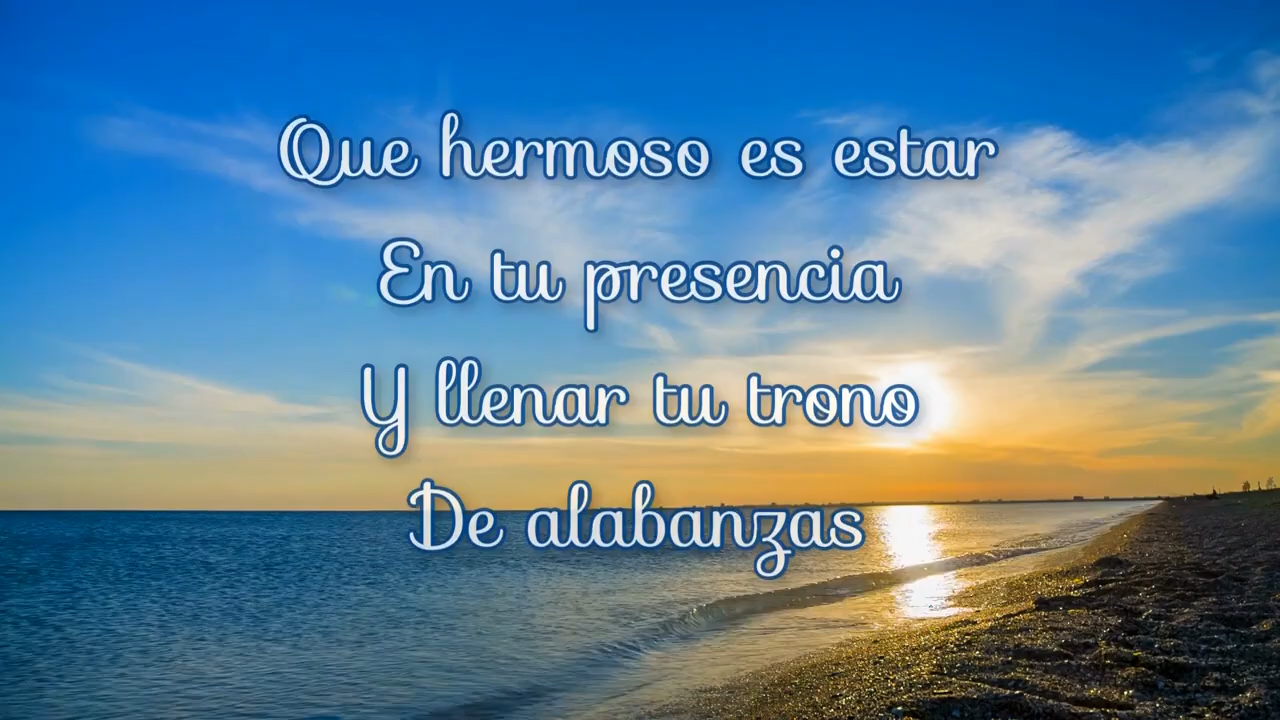 Que hermoso es estar
En tu presencia
Y llenar tu trono
De alabanzas